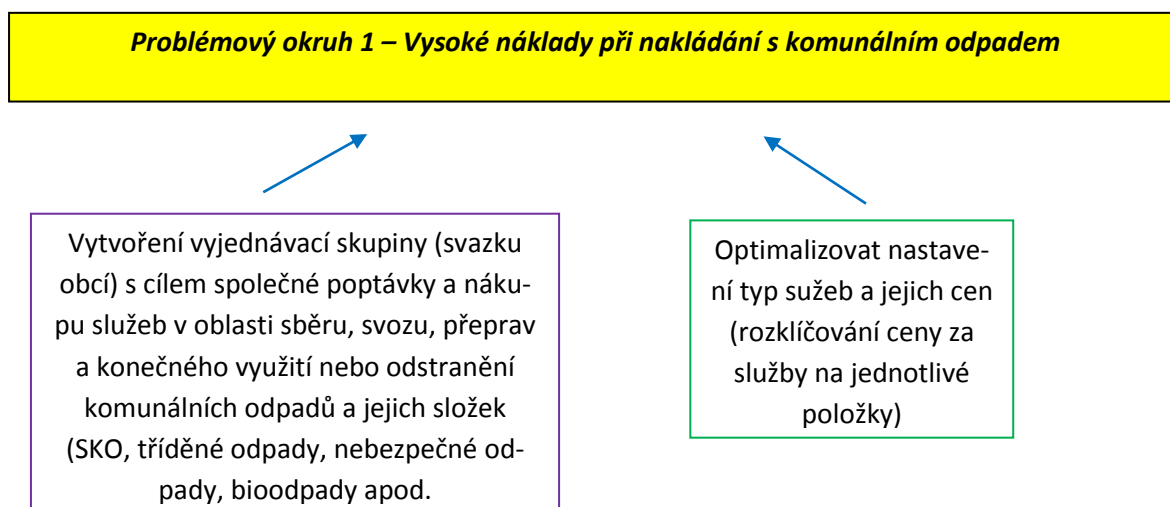 Problémový okruh 1 – Vysoké náklady při nakládání s komunálním odpadem
Vytvoření vyjednávací skupiny (svazku
obcí) s cílem společné poptávky a náku-
pu služeb v oblasti sběru, svozu, přeprav
a konečného využití nebo odstranění
komunálních odpadů a jejich složek
(SKO, tříděné odpady, nebezpečné od-
pady, bioodpady apod.
Optimalizovat nastave-
ní typ sužeb a jejich cen
(rozklíčování ceny za
služby na jednotlivé
položky)